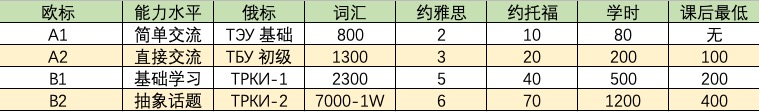 欧标 能力水平 俄标 词汇 约雅思 约托福 学时 课后最低
A1 简单交流 ТЭУ 基础 800 2 10 80 无
A2 直接交流 ТБУ 初级 1300 3 20 200 100
B1 基础学习 ТРКИ-1 2300 5 40 500 200
B2 抽象话题 ТРКИ-2 7000-1W 6 70 1200 400